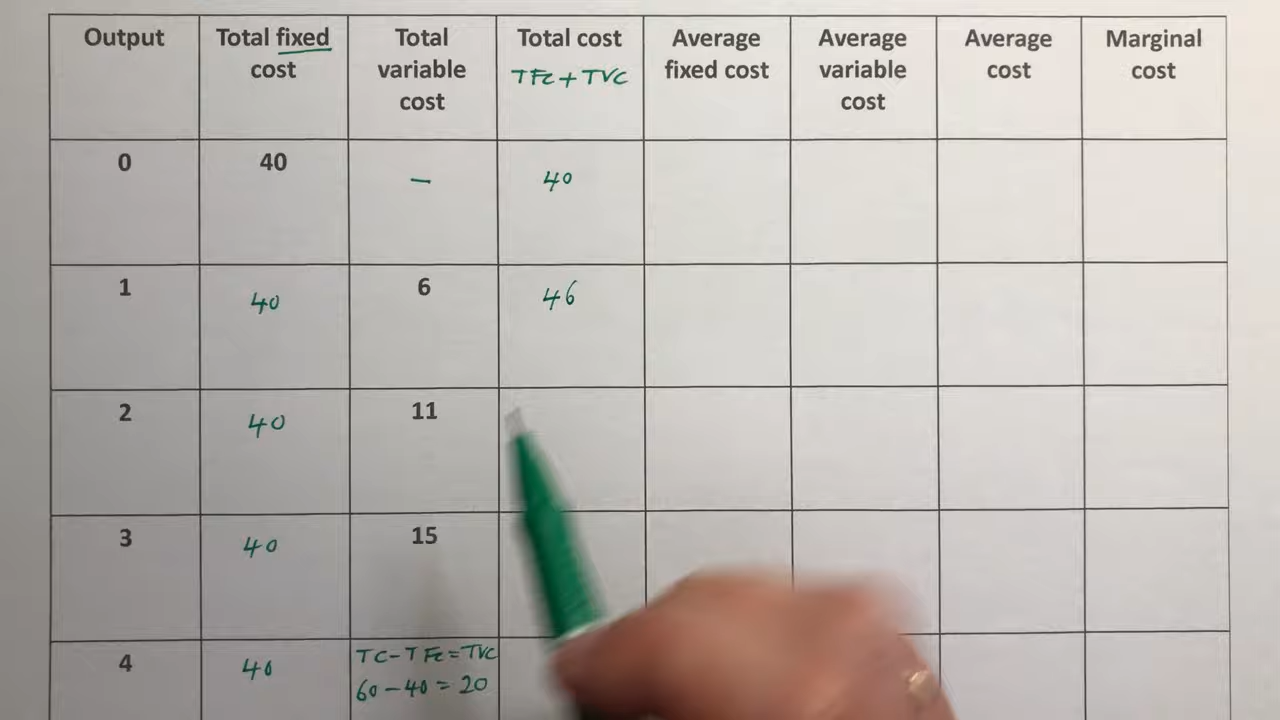 Output Total fixed cost Total variable cost Total cost TFC + TVC Average fixed cost Average variable cost Average cost Marginal cost
0 40 – 40
1 40 6 46
2 40 11
3 40 15
4 40 TC – TFC = TVC
60 – 40 = 20